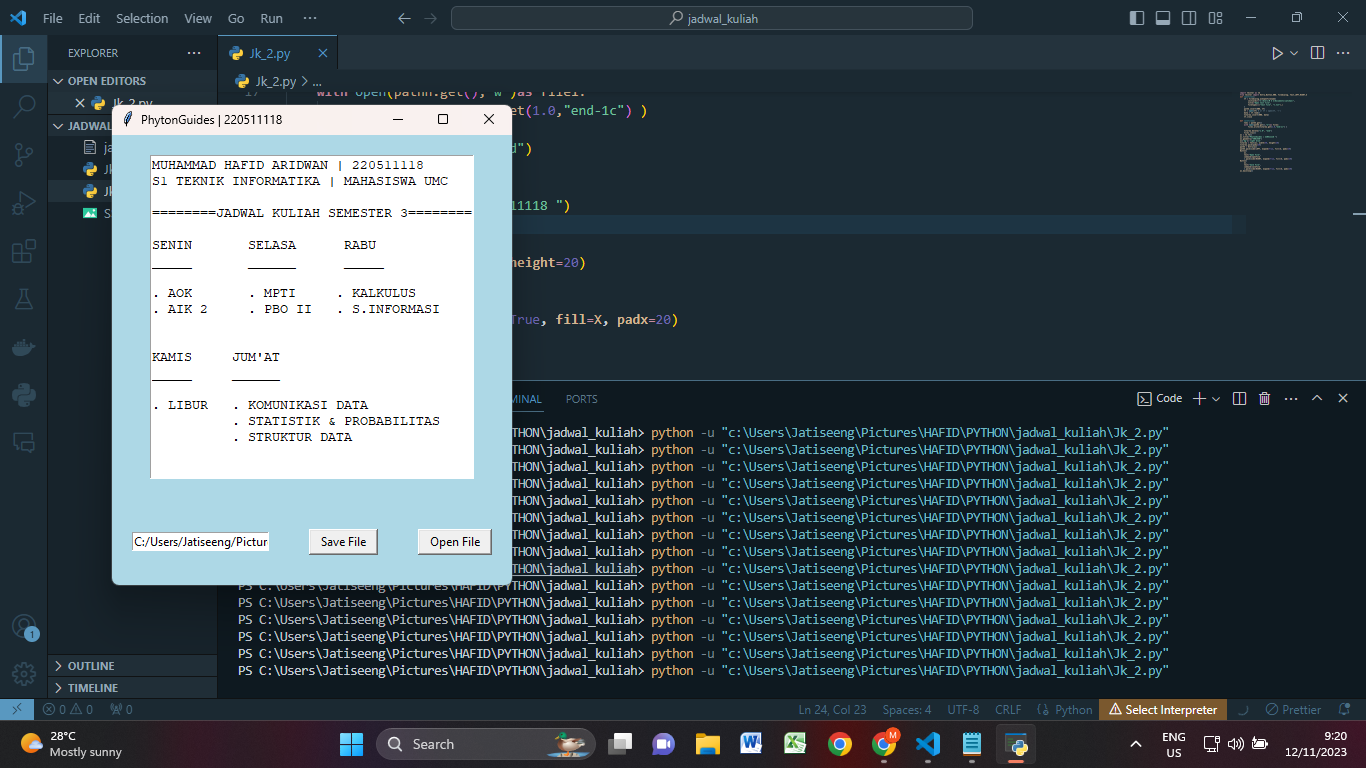 File Edit Selection View Go Run ··· jadwal_kuliah
EXPLORER ···
OPEN EDITORS
Jk_2.py
JADWAL
Jk_2.py
Jk_2.py > ...
with open(pathh.get(),"w")as file1:
et(1.0,"end-1c") )
d")
11118 ")
height=20)
True, fill=X, padx=20)
PhytonGuides | 220511118
MUHAMMAD HAFID ARIDWAN | 220511118
S1 TEKNIK INFORMATIKA | MAHASISWA UMC
========JADWAL KULIAH SEMESTER 3========
SENIN SELASA RABU
_____ ______ _____
. AOK . MPTI . KALKULUS
. AIK 2 . PBO II . S.INFORMASI
KAMIS JUM'AT
_____ ______
. LIBUR . KOMUNIKASI DATA
. STATISTIK & PROBABILITAS
. STRUKTUR DATA
C:/Users/Jatiseeng/Pictur Save File Open File
MINAL PORTS Code
THON\jadwal_kuliah> python -u "c:\Users\Jatiseeng\Pictures\HAFID\PYTHON\jadwal_kuliah\Jk_2.py"
THON\jadwal_kuliah> python -u "c:\Users\Jatiseeng\Pictures\HAFID\PYTHON\jadwal_kuliah\Jk_2.py"
THON\jadwal_kuliah> python -u "c:\Users\Jatiseeng\Pictures\HAFID\PYTHON\jadwal_kuliah\Jk_2.py"
THON\jadwal_kuliah> python -u "c:\Users\Jatiseeng\Pictures\HAFID\PYTHON\jadwal_kuliah\Jk_2.py"
THON\jadwal_kuliah> python -u "c:\Users\Jatiseeng\Pictures\HAFID\PYTHON\jadwal_kuliah\Jk_2.py"
THON\jadwal_kuliah> python -u "c:\Users\Jatiseeng\Pictures\HAFID\PYTHON\jadwal_kuliah\Jk_2.py"
THON\jadwal_kuliah> python -u "c:\Users\Jatiseeng\Pictures\HAFID\PYTHON\jadwal_kuliah\Jk_2.py"
THON\jadwal_kuliah> python -u "c:\Users\Jatiseeng\Pictures\HAFID\PYTHON\jadwal_kuliah\Jk_2.py"
THON\jadwal_kuliah> python -u "c:\Users\Jatiseeng\Pictures\HAFID\PYTHON\jadwal_kuliah\Jk_2.py"
PS C:\Users\Jatiseeng\Pictures\HAFID\PYTHON\jadwal_kuliah> python -u "c:\Users\Jatiseeng\Pictures\HAFID\PYTHON\jadwal_kuliah\Jk_2.py"
PS C:\Users\Jatiseeng\Pictures\HAFID\PYTHON\jadwal_kuliah> python -u "c:\Users\Jatiseeng\Pictures\HAFID\PYTHON\jadwal_kuliah\Jk_2.py"
PS C:\Users\Jatiseeng\Pictures\HAFID\PYTHON\jadwal_kuliah> python -u "c:\Users\Jatiseeng\Pictures\HAFID\PYTHON\jadwal_kuliah\Jk_2.py"
PS C:\Users\Jatiseeng\Pictures\HAFID\PYTHON\jadwal_kuliah> python -u "c:\Users\Jatiseeng\Pictures\HAFID\PYTHON\jadwal_kuliah\Jk_2.py"
PS C:\Users\Jatiseeng\Pictures\HAFID\PYTHON\jadwal_kuliah> python -u "c:\Users\Jatiseeng\Pictures\HAFID\PYTHON\jadwal_kuliah\Jk_2.py"
PS C:\Users\Jatiseeng\Pictures\HAFID\PYTHON\jadwal_kuliah> python -u "c:\Users\Jatiseeng\Pictures\HAFID\PYTHON\jadwal_kuliah\Jk_2.py"
OUTLINE
TIMELINE
0 0 0 Ln 24, Col 23 Spaces: 4 UTF-8 CRLF Python Select Interpreter Prettier
28°C
Mostly sunny
Search
ENG
US
9:20
12/11/2023